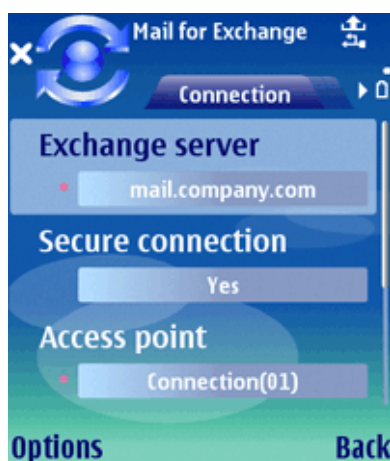 Mail for Exchange
Connection
Exchange server
* mail.company.com
Secure connection
Yes
Access point
* Connection(01)
Options Back